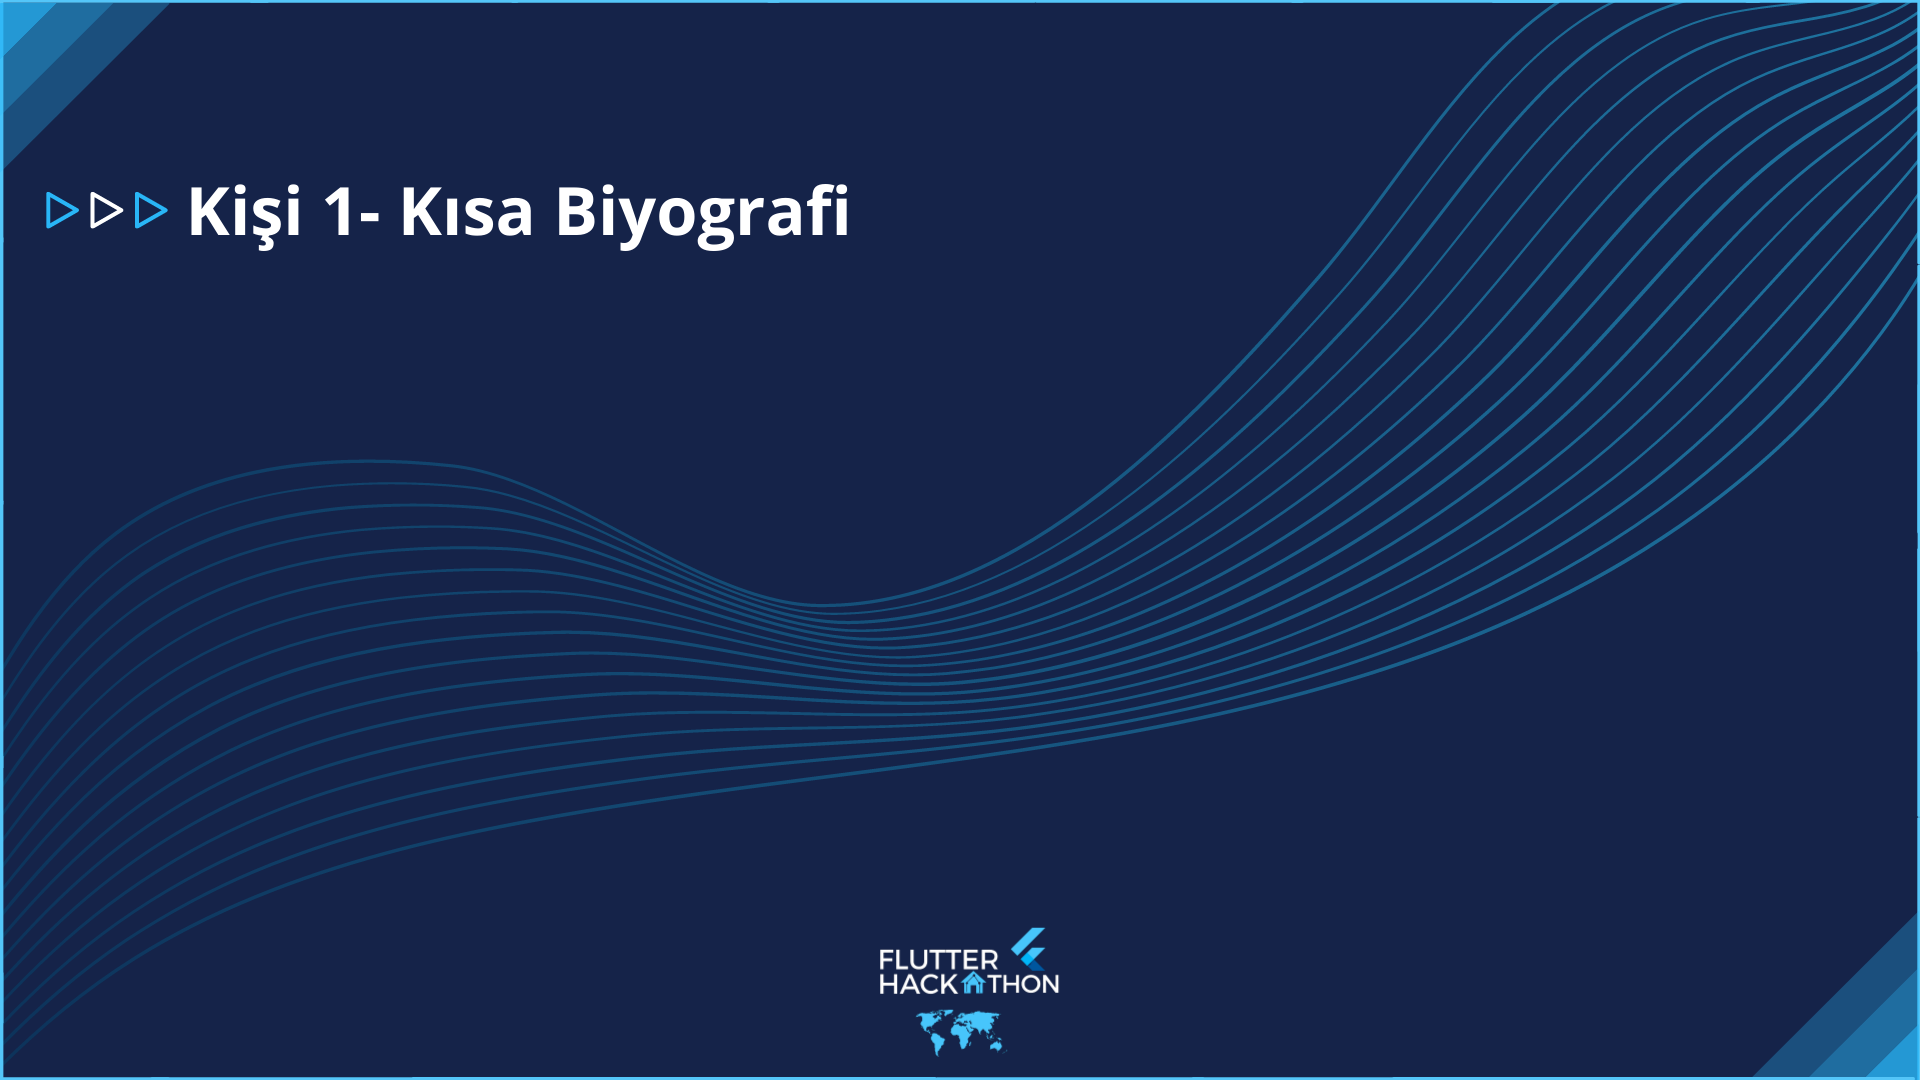 Kişi 1- Kısa Biyografi
FLUTTER
HACKATHON